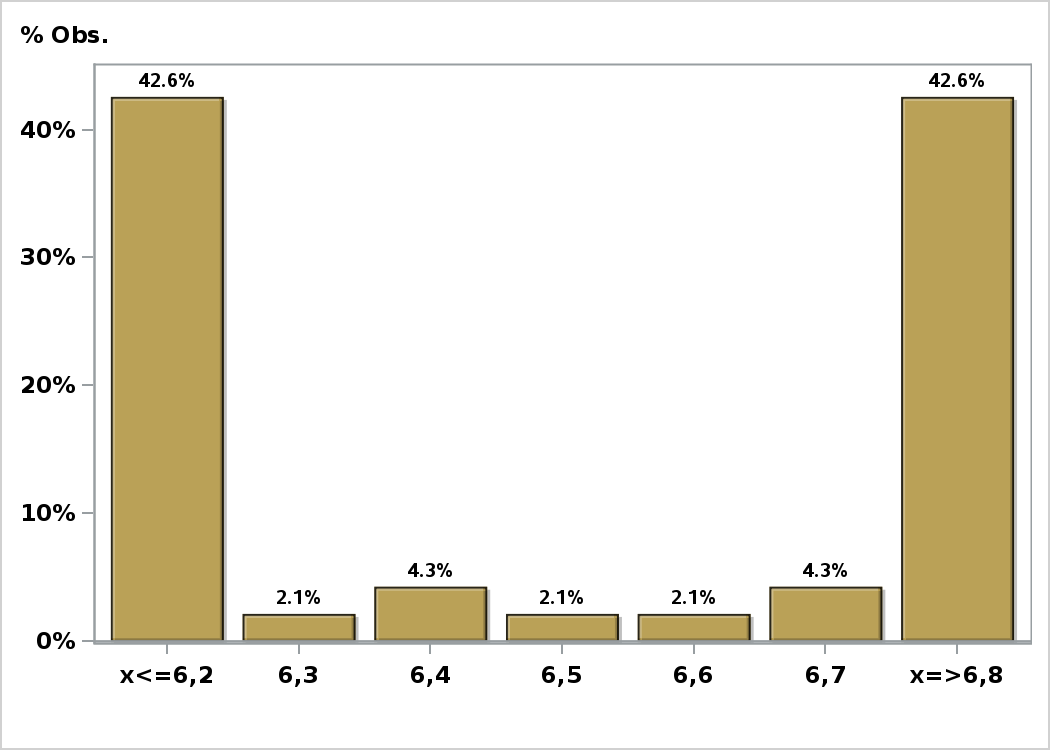 % Obs.
42.6% 42.6%
40%
30%
20%
10%
4.3% 4.3%
2.1% 2.1% 2.1%
0%
x<=6,2 6,3 6,4 6,5 6,6 6,7 x=>6,8